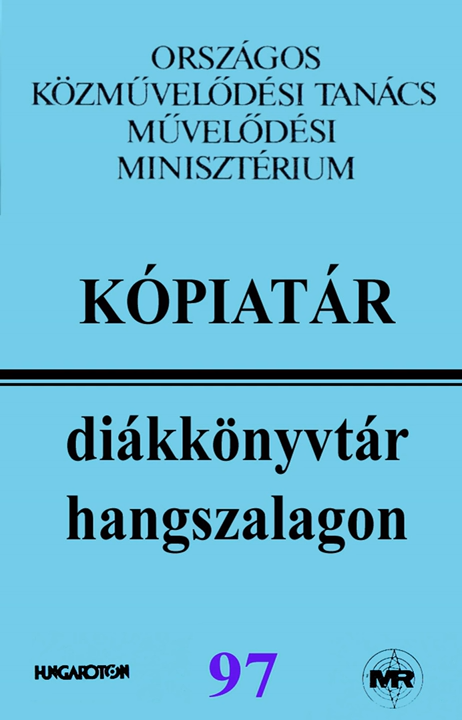 ORSZÁGOS
KÖZMŰVELŐDÉSI TANÁCS
MŰVELŐDÉSI
MINISZTÉRIUM
KÓPIATÁR
diákkönyvtár
hangszalagon
HUNGAROTON 97 MR